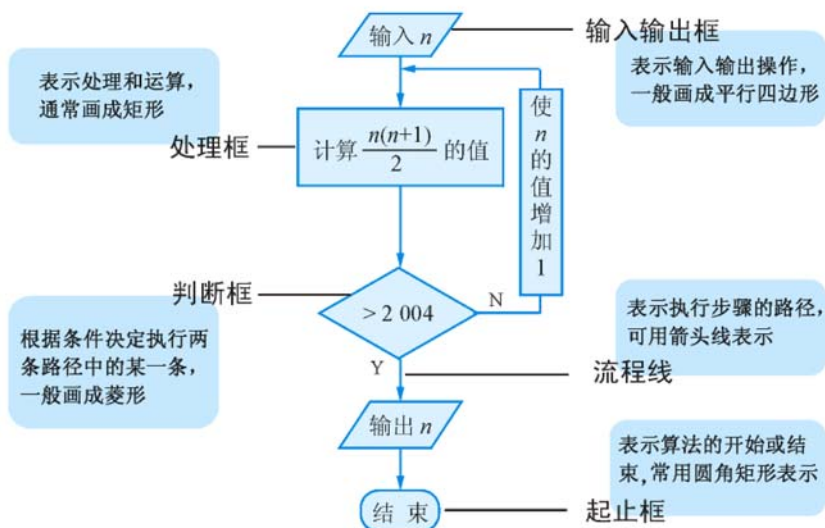 输入 n
输入输出框
表示处理和运算,
通常画成矩形
表示输入输出操作,
一般画成平行四边形
处理框
计算 n(n+1)/2 的值
使n的值增加1
判断框
> 2 004
N
根据条件决定执行两
条路径中的某一条,
一般画成菱形
表示执行步骤的路径,
可用箭头线表示
Y
流程线
输出 n
表示算法的开始或结
束,常用圆角矩形表示
结 束
起止框